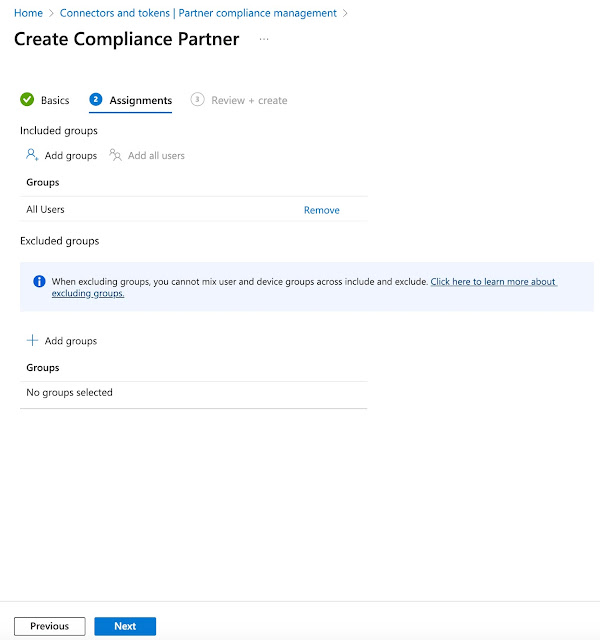 Home > Connectors and tokens | Partner compliance management >
Create Compliance Partner ...
Basics 2 Assignments 3 Review + create
Included groups
Add groups Add all users
Groups
All Users Remove
Excluded groups
When excluding groups, you cannot mix user and device groups across include and exclude. Click here to learn more about
excluding groups.
Add groups
Groups
No groups selected
Previous Next